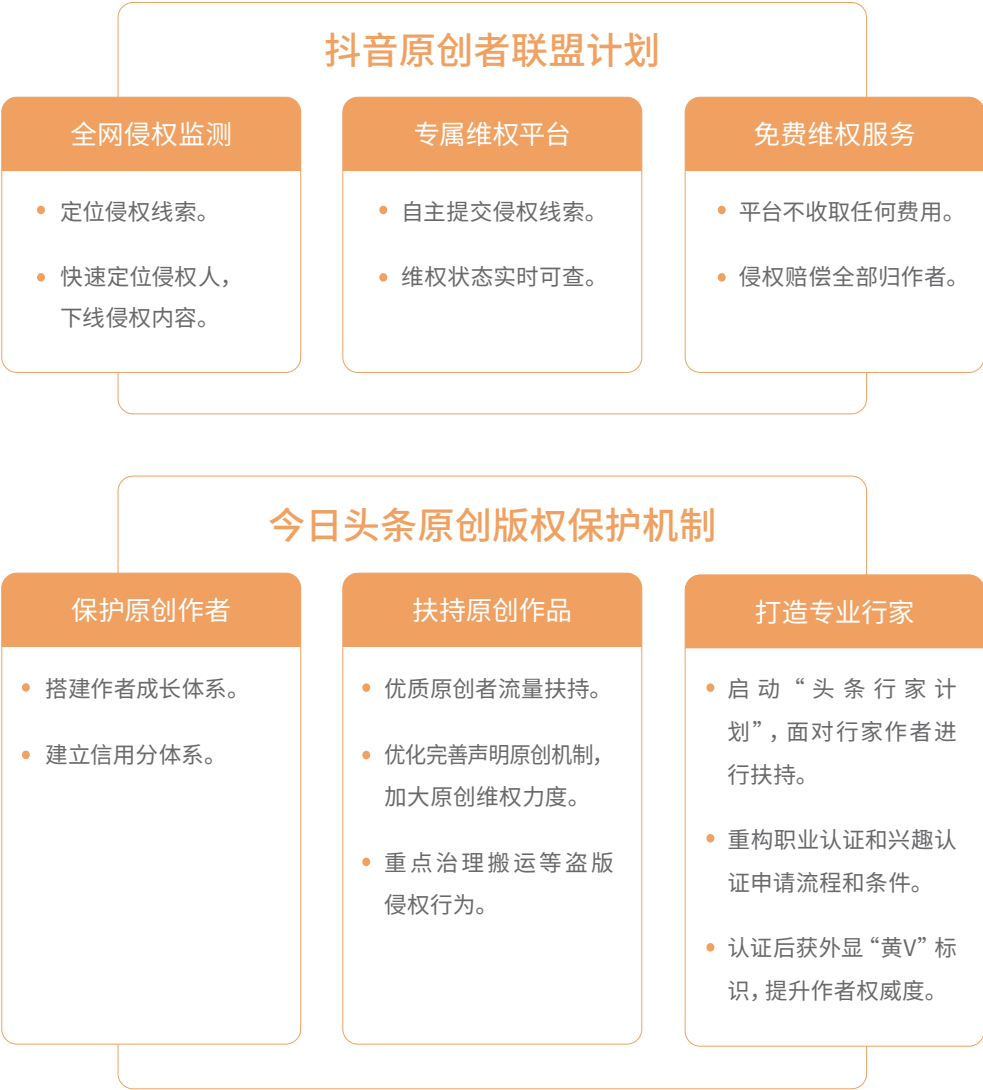 抖音原创者联盟计划
全网侵权监测
定位侵权线索。
快速定位侵权人，
下线侵权内容。
专属维权平台
自主提交侵权线索。
维权状态实时可查。
免费维权服务
平台不收取任何费用。
侵权赔偿全部归作者。
今日头条原创版权保护机制
保护原创作者
搭建作者成长体系。
建立信用分体系。
扶持原创作品
优质原创者流量扶持。
优化完善声明原创机制，
加大原创维权力度。
重点治理搬运等盗版
侵权行为。
打造专业行家
启动“头条行家计
划”，面对行家作者进
行扶持。
重构职业认证和兴趣认
证申请流程和条件。
认证后获外显“黄V”标
识，提升作者权威度。